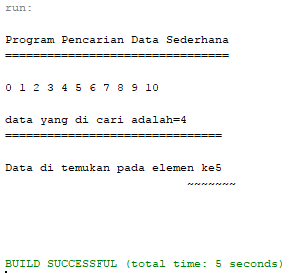 run:
Program Pencarian Data Sederhana
================================
0 1 2 3 4 5 6 7 8 9 10
data yang di cari adalah=4
===============================
Data di temukan pada elemen ke5
~~~~~~~
BUILD SUCCESSFUL (total time: 5 seconds)